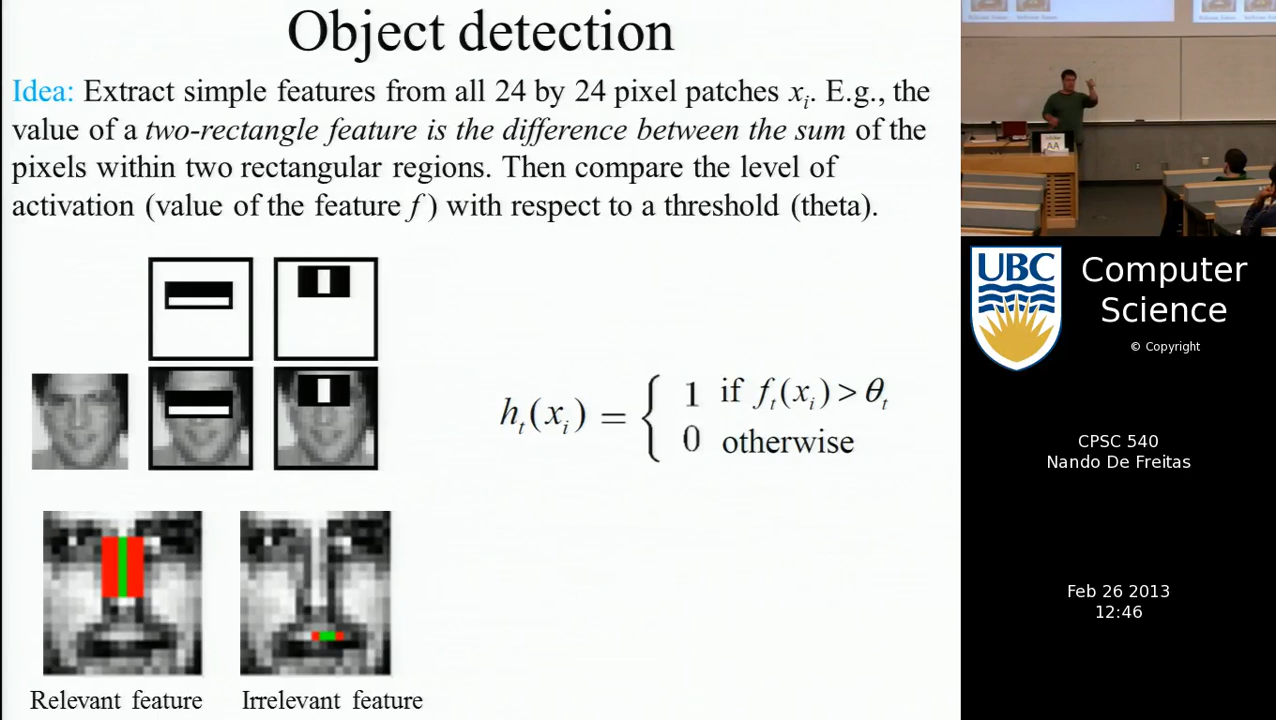 Object detection
Idea: Extract simple features from all 24 by 24 pixel patches xᵢ. E.g., the
value of a two-rectangle feature is the difference between the sum of the
pixels within two rectangular regions. Then compare the level of
activation (value of the feature f ) with respect to a threshold (theta).
hₜ(xᵢ) = { 1 if fₜ(xᵢ) > θₜ
0 otherwise
Relevant feature
Irrelevant feature
AA
UBC
Computer
Science
© Copyright
CPSC 540
Nando De Freitas
Feb 26 2013
12:46